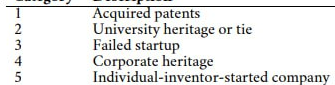 1 Acquired patents
2 University heritage or tie
3 Failed startup
4 Corporate heritage
5 Individual-inventor-started company